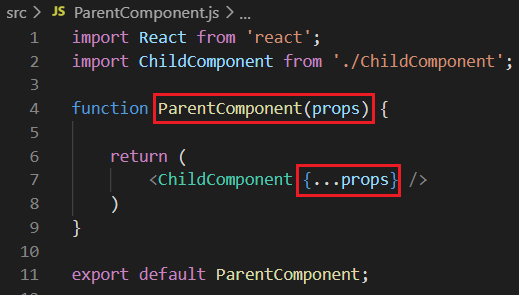 src > JS ParentComponent.js > ...
1 import React from 'react';
2 import ChildComponent from './ChildComponent';
3
4 function ParentComponent(props) {
5
6 return (
7 <ChildComponent {...props} />
8 )
9 }
10
11 export default ParentComponent;